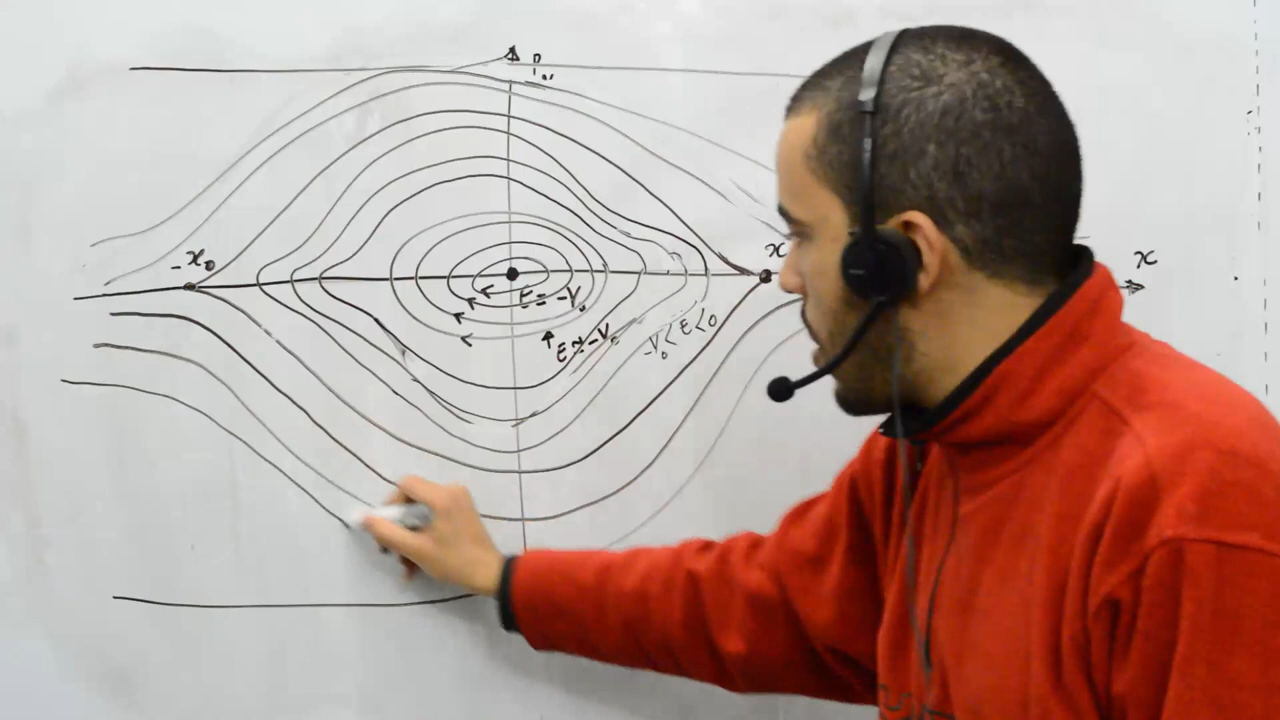 -x₀
x
x
E = -V₀
E ≈ -V₀
-V₀ < E < 0